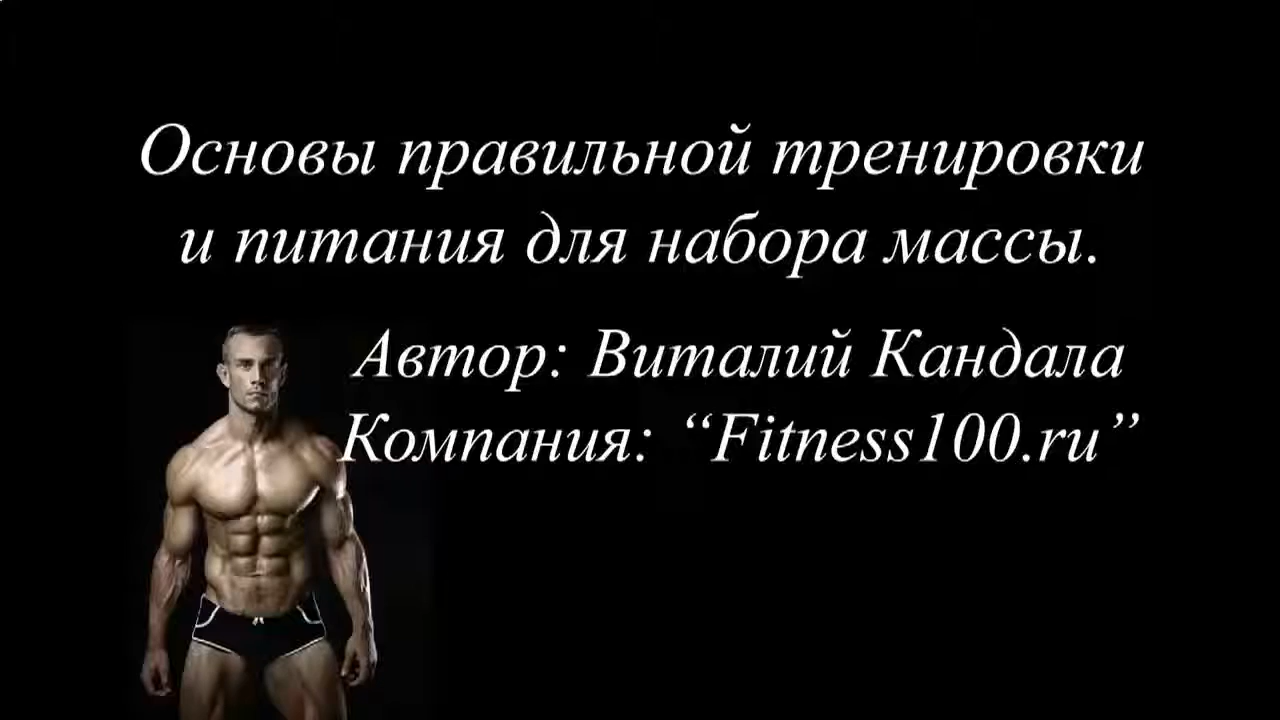 Основы правильной тренировки
и питания для набора массы.
Автор: Виталий Кандала
Компания: “Fitness100.ru”